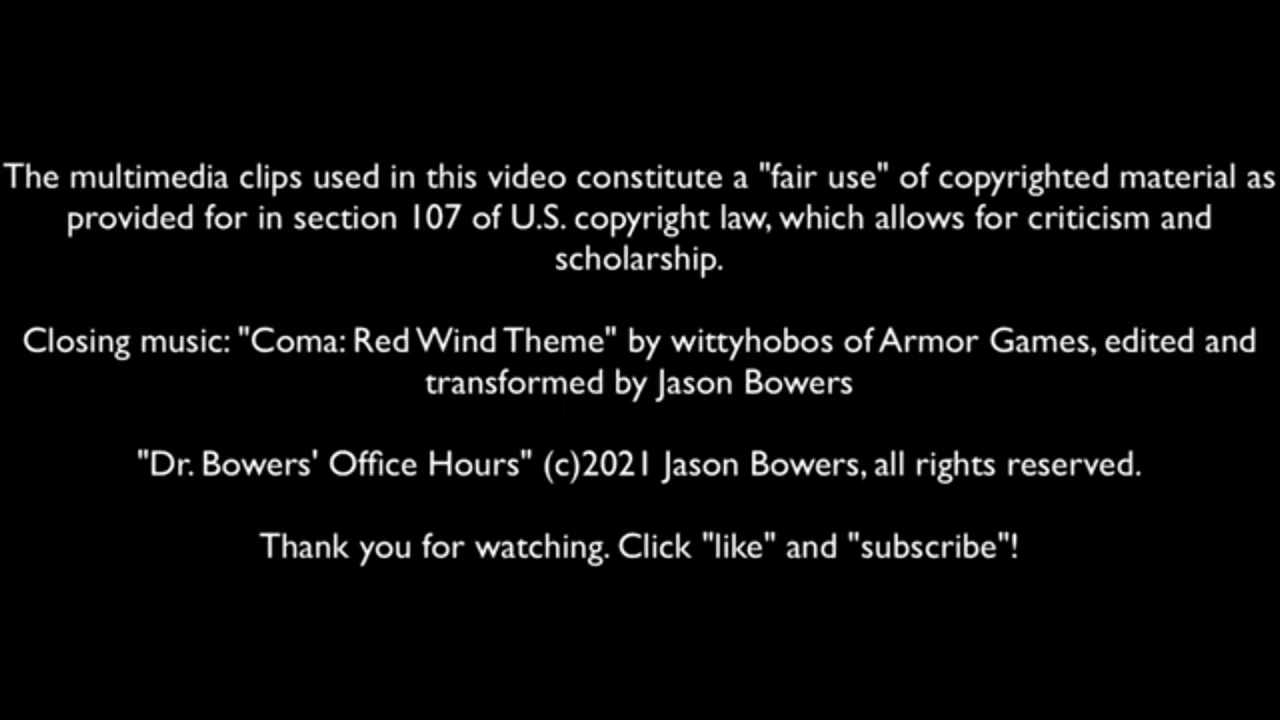 The multimedia clips used in this video constitute a "fair use" of copyrighted material as
provided for in section 107 of U.S. copyright law, which allows for criticism and
scholarship.
Closing music: "Coma: Red Wind Theme" by wittyhobos of Armor Games, edited and
transformed by Jason Bowers
"Dr. Bowers' Office Hours" (c)2021 Jason Bowers, all rights reserved.
Thank you for watching. Click "like" and "subscribe"!